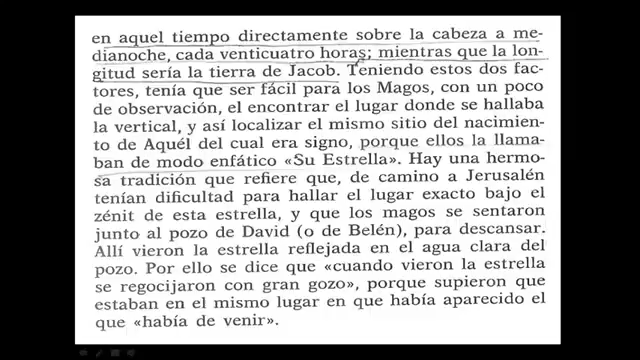 en aquel tiempo directamente sobre la cabeza a me-
dianoche, cada venticuatro horas; mientras que la lon-
gitud sería la tierra de Jacob. Teniendo estos dos fac-
tores, tenía que ser fácil para los Magos, con un poco
de observación, el encontrar el lugar donde se hallaba
la vertical, y así localizar el mismo sitio del nacimien-
to de Aquél del cual era signo, porque ellos la llama-
ban de modo enfático «Su Estrella». Hay una hermo-
sa tradición que refiere que, de camino a Jerusalén
tenían dificultad para hallar el lugar exacto bajo el
zénit de esta estrella, y que los magos se sentaron
junto al pozo de David (o de Belén), para descansar.
Allí vieron la estrella reflejada en el agua clara del
pozo. Por ello se dice que «cuando vieron la estrella
se regocijaron con gran gozo», porque supieron que
estaban en el mismo lugar en que había aparecido el
que «había de venir».